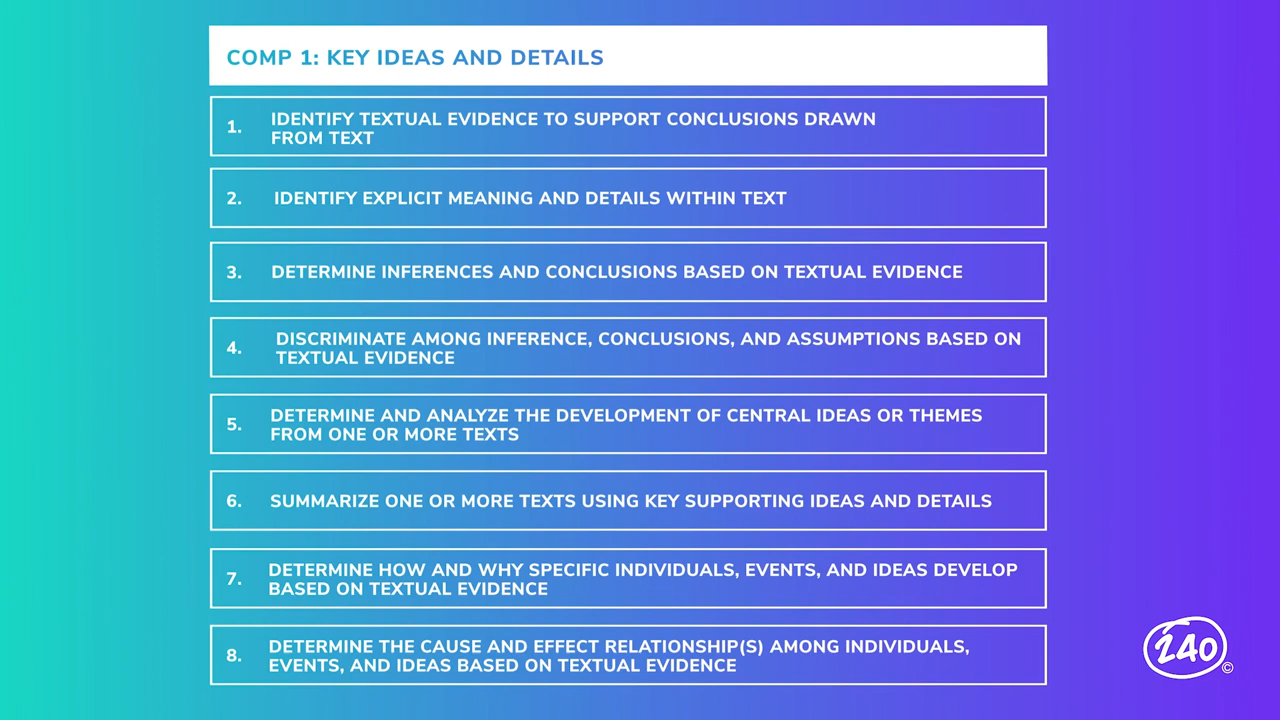 COMP 1: KEY IDEAS AND DETAILS
1. IDENTIFY TEXTUAL EVIDENCE TO SUPPORT CONCLUSIONS DRAWN
FROM TEXT
2. IDENTIFY EXPLICIT MEANING AND DETAILS WITHIN TEXT
3. DETERMINE INFERENCES AND CONCLUSIONS BASED ON TEXTUAL EVIDENCE
4. DISCRIMINATE AMONG INFERENCE, CONCLUSIONS, AND ASSUMPTIONS BASED ON
TEXTUAL EVIDENCE
5. DETERMINE AND ANALYZE THE DEVELOPMENT OF CENTRAL IDEAS OR THEMES
FROM ONE OR MORE TEXTS
6. SUMMARIZE ONE OR MORE TEXTS USING KEY SUPPORTING IDEAS AND DETAILS
7. DETERMINE HOW AND WHY SPECIFIC INDIVIDUALS, EVENTS, AND IDEAS DEVELOP
BASED ON TEXTUAL EVIDENCE
8. DETERMINE THE CAUSE AND EFFECT RELATIONSHIP(S) AMONG INDIVIDUALS,
EVENTS, AND IDEAS BASED ON TEXTUAL EVIDENCE
240 ©